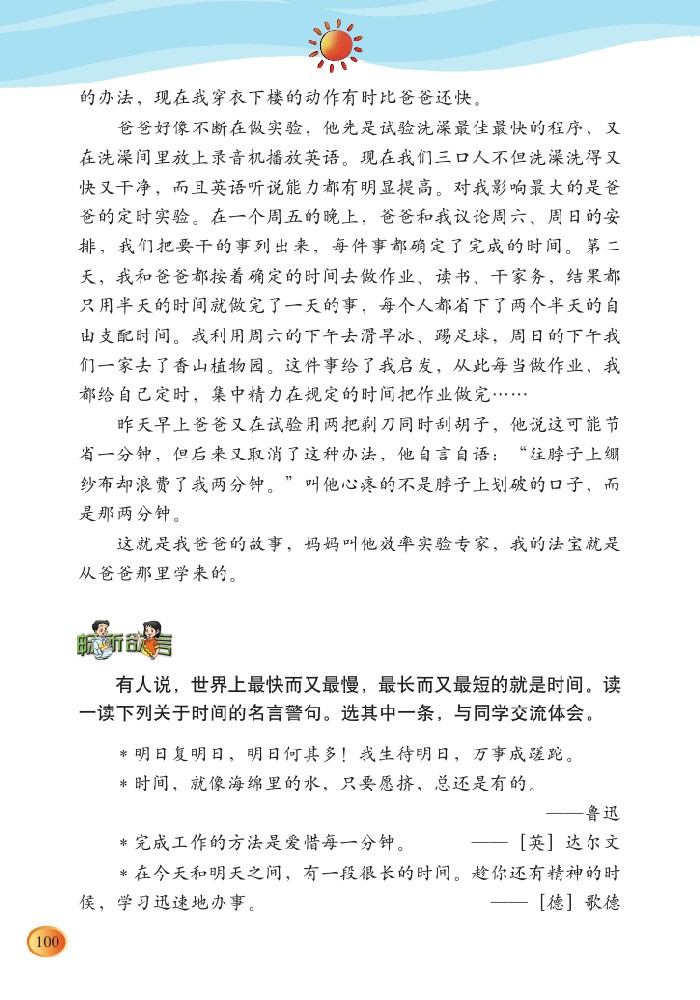 的办法，现在我穿衣下楼的动作有时比爸爸还快。
爸爸好像不断在做实验，他先是试验洗澡最佳最快的程序，又
在洗澡间里放上录音机播放英语。现在我们三口人不但洗澡洗得又
快又干净，而且英语听说能力都有明显提高。对我影响最大的是爸
爸的定时实验。在一个周五的晚上，爸爸和我议论周六、周日的安
排，我们把要干的事列出来，每件事都确定了完成的时间。第二
天，我和爸爸都按着确定的时间去做作业、读书、干家务，结果都
只用半天的时间就做完了一天的事，每个人都省下了两个半天的自
由支配时间。我利用周六的下午去滑旱冰、踢足球，周日的下午我
们一家去了香山植物园。这件事给了我启发，从此每当做作业，我
都给自己定时，集中精力在规定的时间把作业做完……
昨天早上爸爸又在试验用两把剃刀同时刮胡子，他说这可能节
省一分钟，但后来又取消了这种办法，他自言自语：“往脖子上绷
纱布却浪费了我两分钟。”叫他心疼的不是脖子上划破的口子，而
是那两分钟。
这就是我爸爸的故事，妈妈叫他效率实验专家，我的法宝就是
从爸爸那里学来的。
畅所欲言
有人说，世界上最快而又最慢，最长而又最短的就是时间。读
一读下列关于时间的名言警句。选其中一条，与同学交流体会。
＊明日复明日，明日何其多！我生待明日，万事成蹉跎。
＊时间，就像海绵里的水，只要愿挤，总还是有的。
——鲁迅
＊完成工作的方法是爱惜每一分钟。 ——［英］达尔文
＊在今天和明天之间，有一段很长的时间。趁你还有精神的时
侯，学习迅速地办事。 ——［德］歌德
100